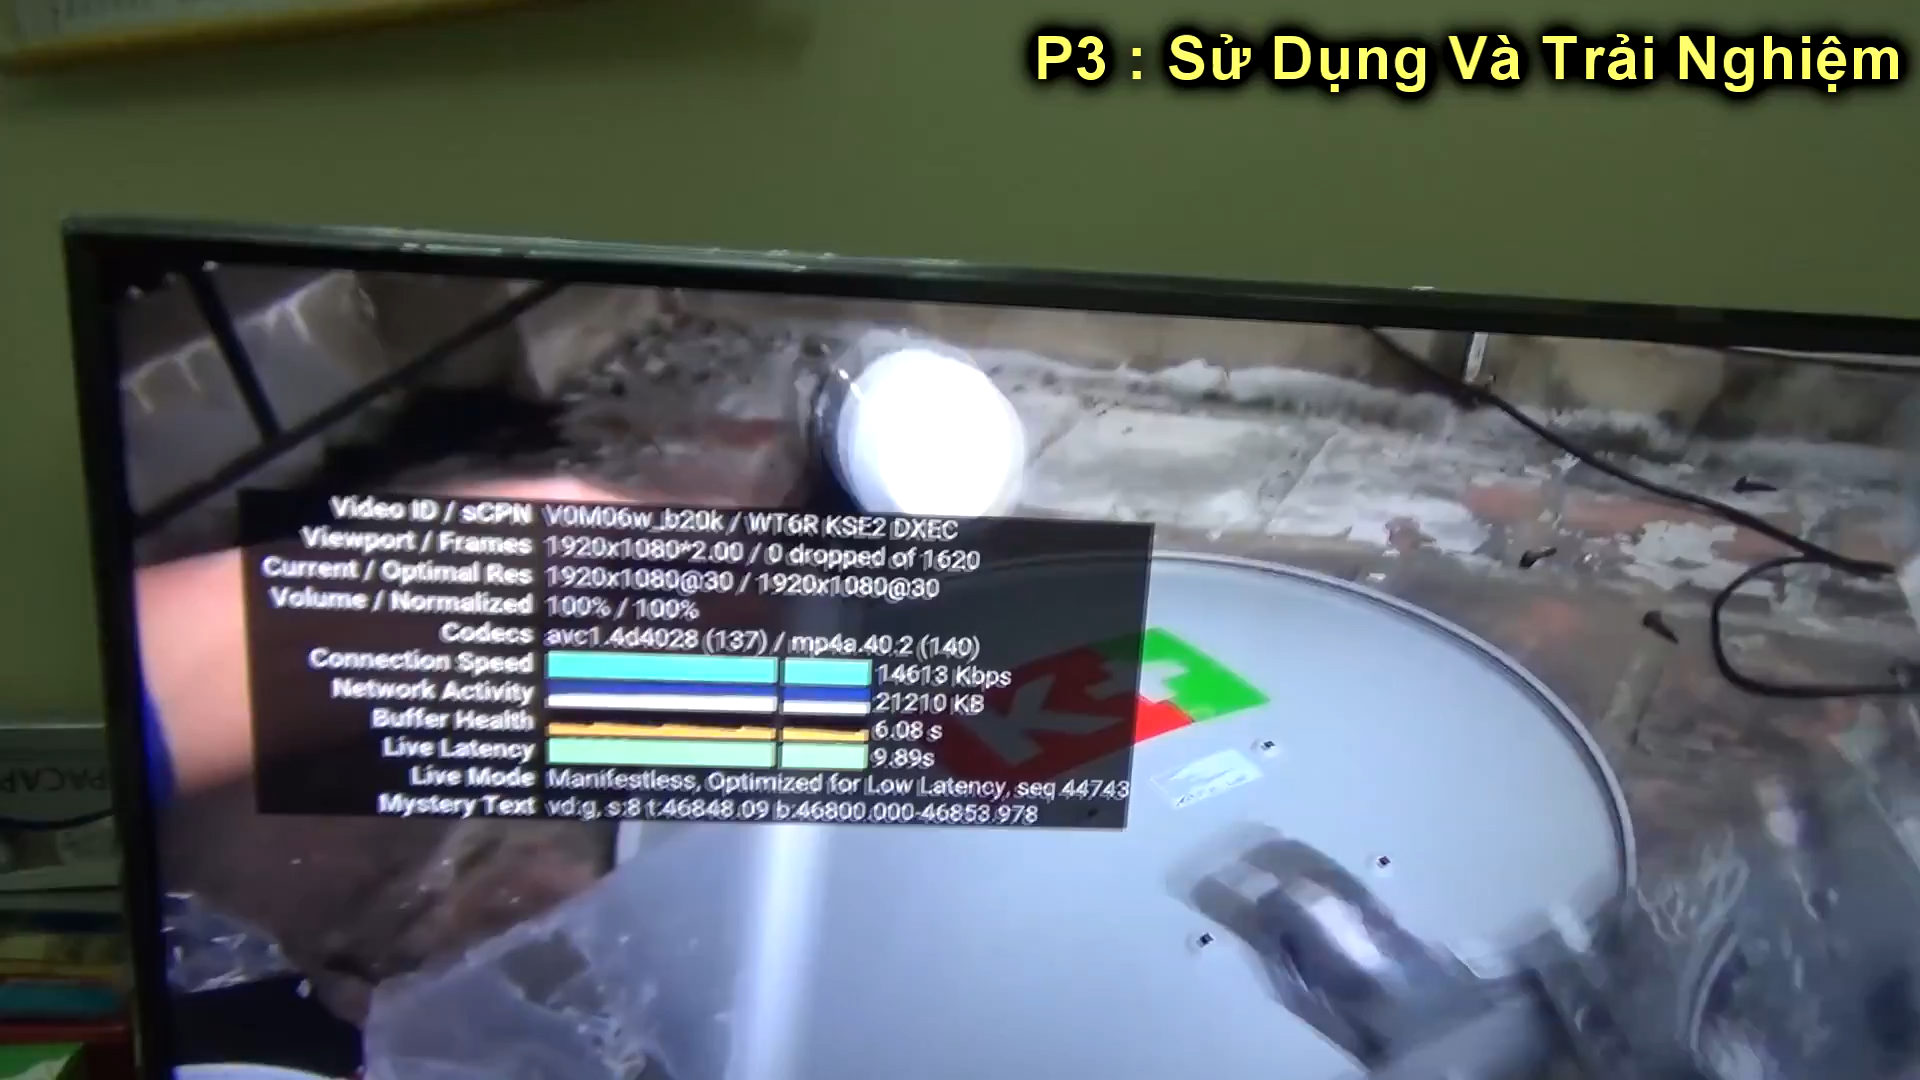 P3 : Sử Dụng Và Trải Nghiệm
Video ID / sCPN V0M06w_b20k / WT6R KSE2 DXEC
Viewport / Frames 1920x1080*2.00 / 0 dropped of 1620
Current / Optimal Res 1920x1080@30 / 1920x1080@30
Volume / Normalized 100% / 100%
Codecs avc1.4d4028 (137) / mp4a.40.2 (140)
Connection Speed 14613 Kbps
Network Activity 21210 KB
Buffer Health 6.08 s
Live Latency 9.89s
Live Mode Manifestless, Optimized for Low Latency, seq 44743
Mystery Text vd:g, s:8 t:46848.09 b:46800.000-46853.978